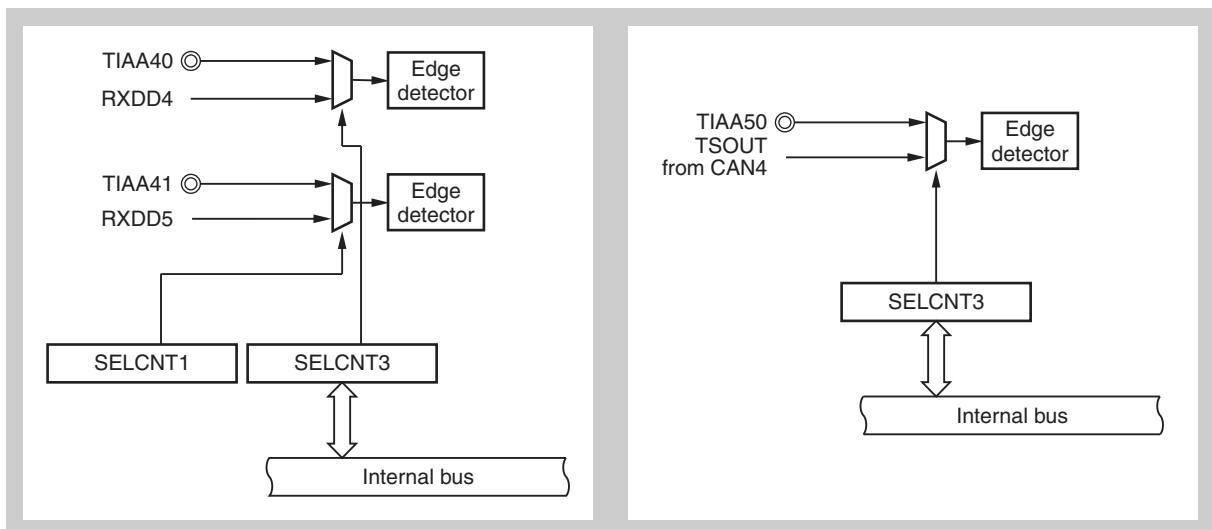 TIAA40
RXDD4
Edge
detector
TIAA41
RXDD5
Edge
detector
SELCNT1
SELCNT3
Internal bus
TIAA50
TSOUT
from CAN4
Edge
detector
SELCNT3
Internal bus